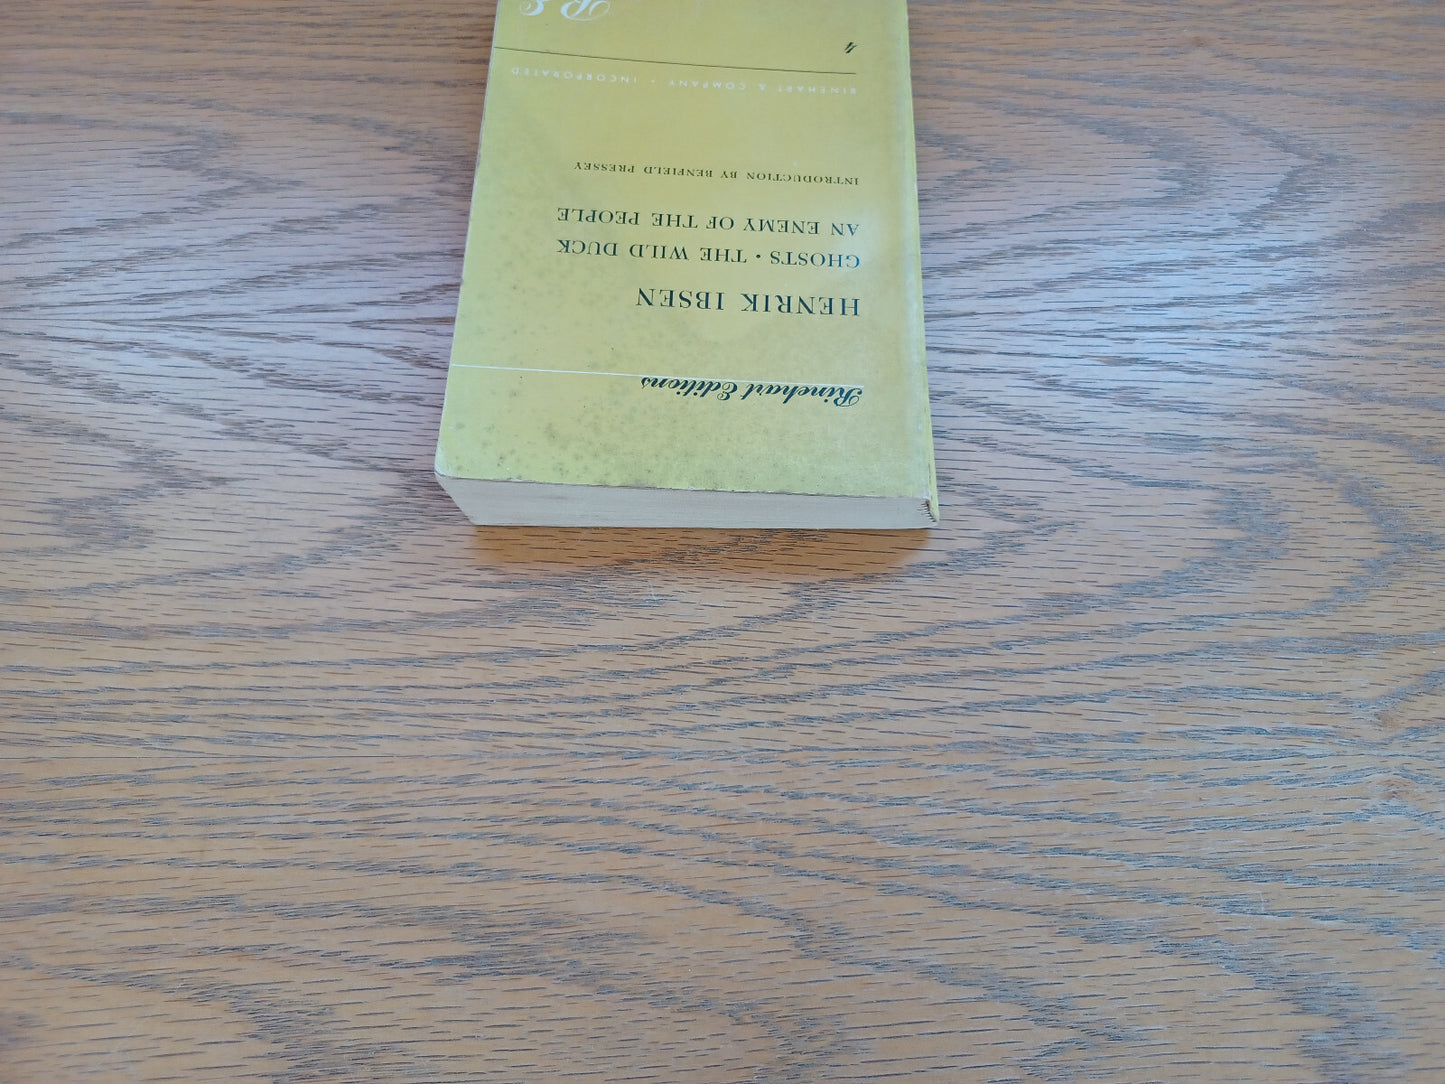 Rinehart Editions
HENRIK IBSEN
GHOSTS · THE WILD DUCK
AN ENEMY OF THE PEOPLE
INTRODUCTION BY BENFIELD PRESSEY
RINEHART & COMPANY · INCORPORATED
4
R E